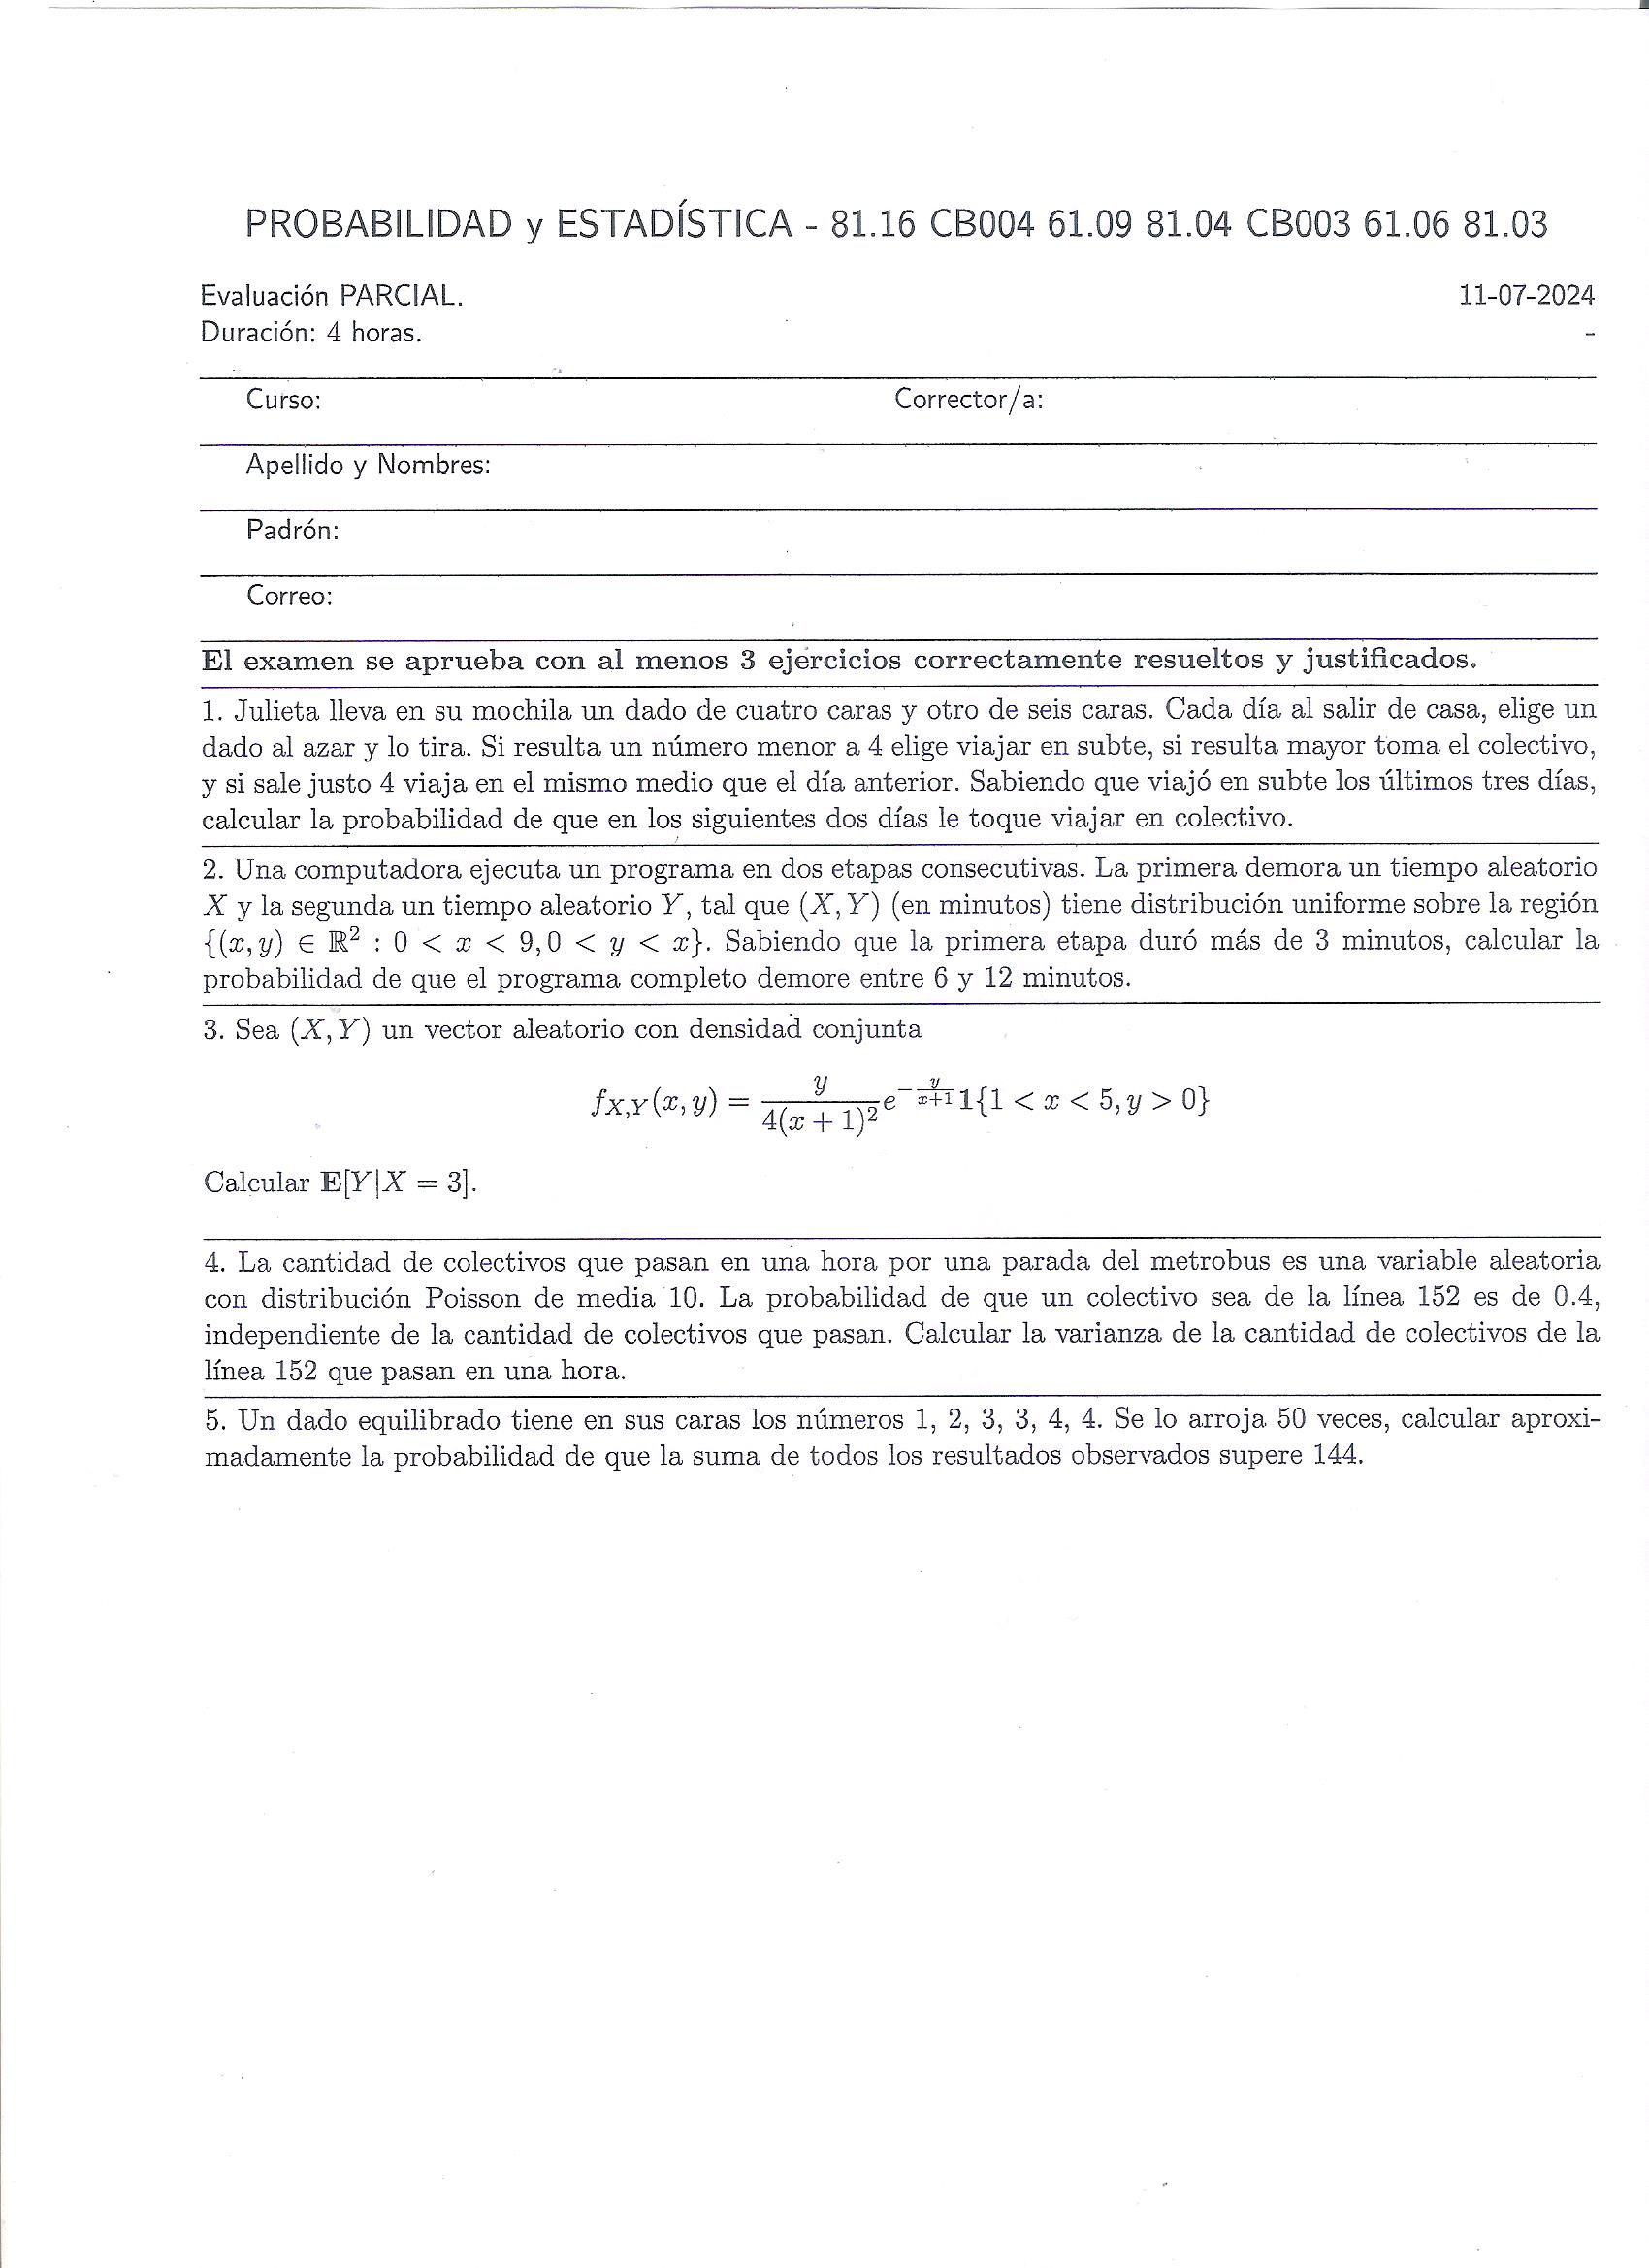 PROBABILIDAD y ESTADÍSTICA - 81.16 CB004 61.09 81.04 CB003 61.06 81.03
Evaluación PARCIAL. 11-07-2024
Duración: 4 horas. -
Curso: Corrector/a:
Apellido y Nombres:
Padrón:
Correo:
El examen se aprueba con al menos 3 ejercicios correctamente resueltos y justificados.
1. Julieta lleva en su mochila un dado de cuatro caras y otro de seis caras. Cada día al salir de casa, elige un
dado al azar y lo tira. Si resulta un número menor a 4 elige viajar en subte, si resulta mayor toma el colectivo,
y si sale justo 4 viaja en el mismo medio que el día anterior. Sabiendo que viajó en subte los últimos tres días,
calcular la probabilidad de que en los siguientes dos días le toque viajar en colectivo.
2. Una computadora ejecuta un programa en dos etapas consecutivas. La primera demora un tiempo aleatorio
X y la segunda un tiempo aleatorio Y, tal que (X, Y) (en minutos) tiene distribución uniforme sobre la región
{(x, y) ∈ ℝ² : 0 < x < 9, 0 < y < x}. Sabiendo que la primera etapa duró más de 3 minutos, calcular la
probabilidad de que el programa completo demore entre 6 y 12 minutos.
3. Sea (X, Y) un vector aleatorio con densidad conjunta
f_{X,Y}(x, y) = \frac{y}{4(x + 1)^2} e^{-\frac{y}{x+1}} 1{1 < x < 5, y > 0}
Calcular E[Y|X = 3].
4. La cantidad de colectivos que pasan en una hora por una parada del metrobus es una variable aleatoria
con distribución Poisson de media 10. La probabilidad de que un colectivo sea de la línea 152 es de 0.4,
independiente de la cantidad de colectivos que pasan. Calcular la varianza de la cantidad de colectivos de la
línea 152 que pasan en una hora.
5. Un dado equilibrado tiene en sus caras los números 1, 2, 3, 3, 4, 4. Se lo arroja 50 veces, calcular aproxi-
madamente la probabilidad de que la suma de todos los resultados observados supere 144.